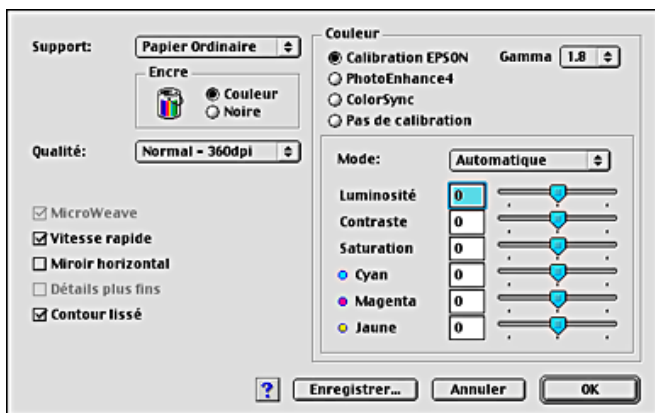 Support:
Papier Ordinaire
Encre
Couleur
Noire
Qualité:
Normal - 360dpi
MicroWeave
Vitesse rapide
Miroir horizontal
Détails plus fins
Contour lissé
Couleur
Calibration EPSON
Gamma 1.8
PhotoEnhance4
ColorSync
Pas de calibration
Mode:
Automatique
Luminosité 0
Contraste 0
Saturation 0
Cyan 0
Magenta 0
Jaune 0
? Enregistrer... Annuler OK